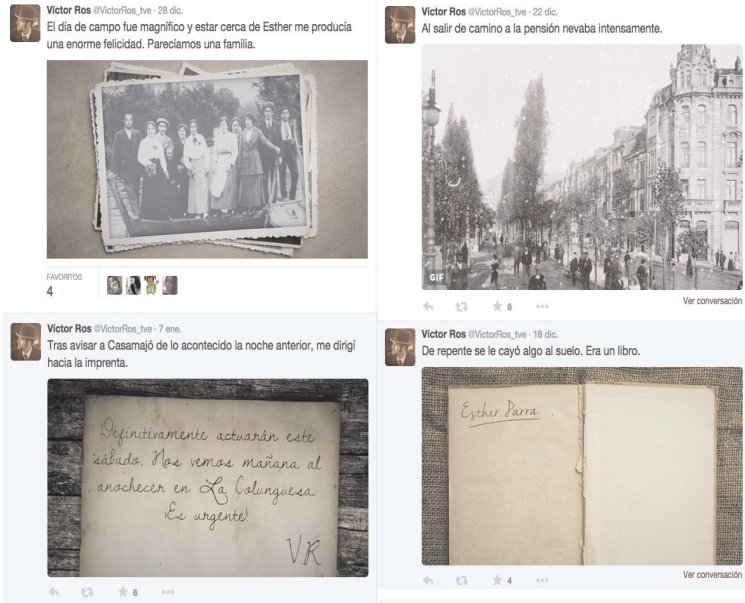 Víctor Ros @VictorRos_tve · 28 dic.
El día de campo fue magnífico y estar cerca de Esther me producía
una enorme felicidad. Parecíamos una familia.
FAVORITOS
4
Víctor Ros @VictorRos_tve · 22 dic.
Al salir de camino a la pensión nevaba intensamente.
GIF
6
Ver conversación
Víctor Ros @VictorRos_tve · 7 ene.
Tras avisar a Casamajó de lo acontecido la noche anterior, me dirigí
hacia la imprenta.
Definitivamente actuarán este
sábado. Nos vemos mañana al
anochecer en La Colunguesa.
¡Es urgente!
V.R
6
Víctor Ros @VictorRos_tve · 18 dic.
De repente se le cayó algo al suelo. Era un libro.
Esther Parra
4
Ver conversación